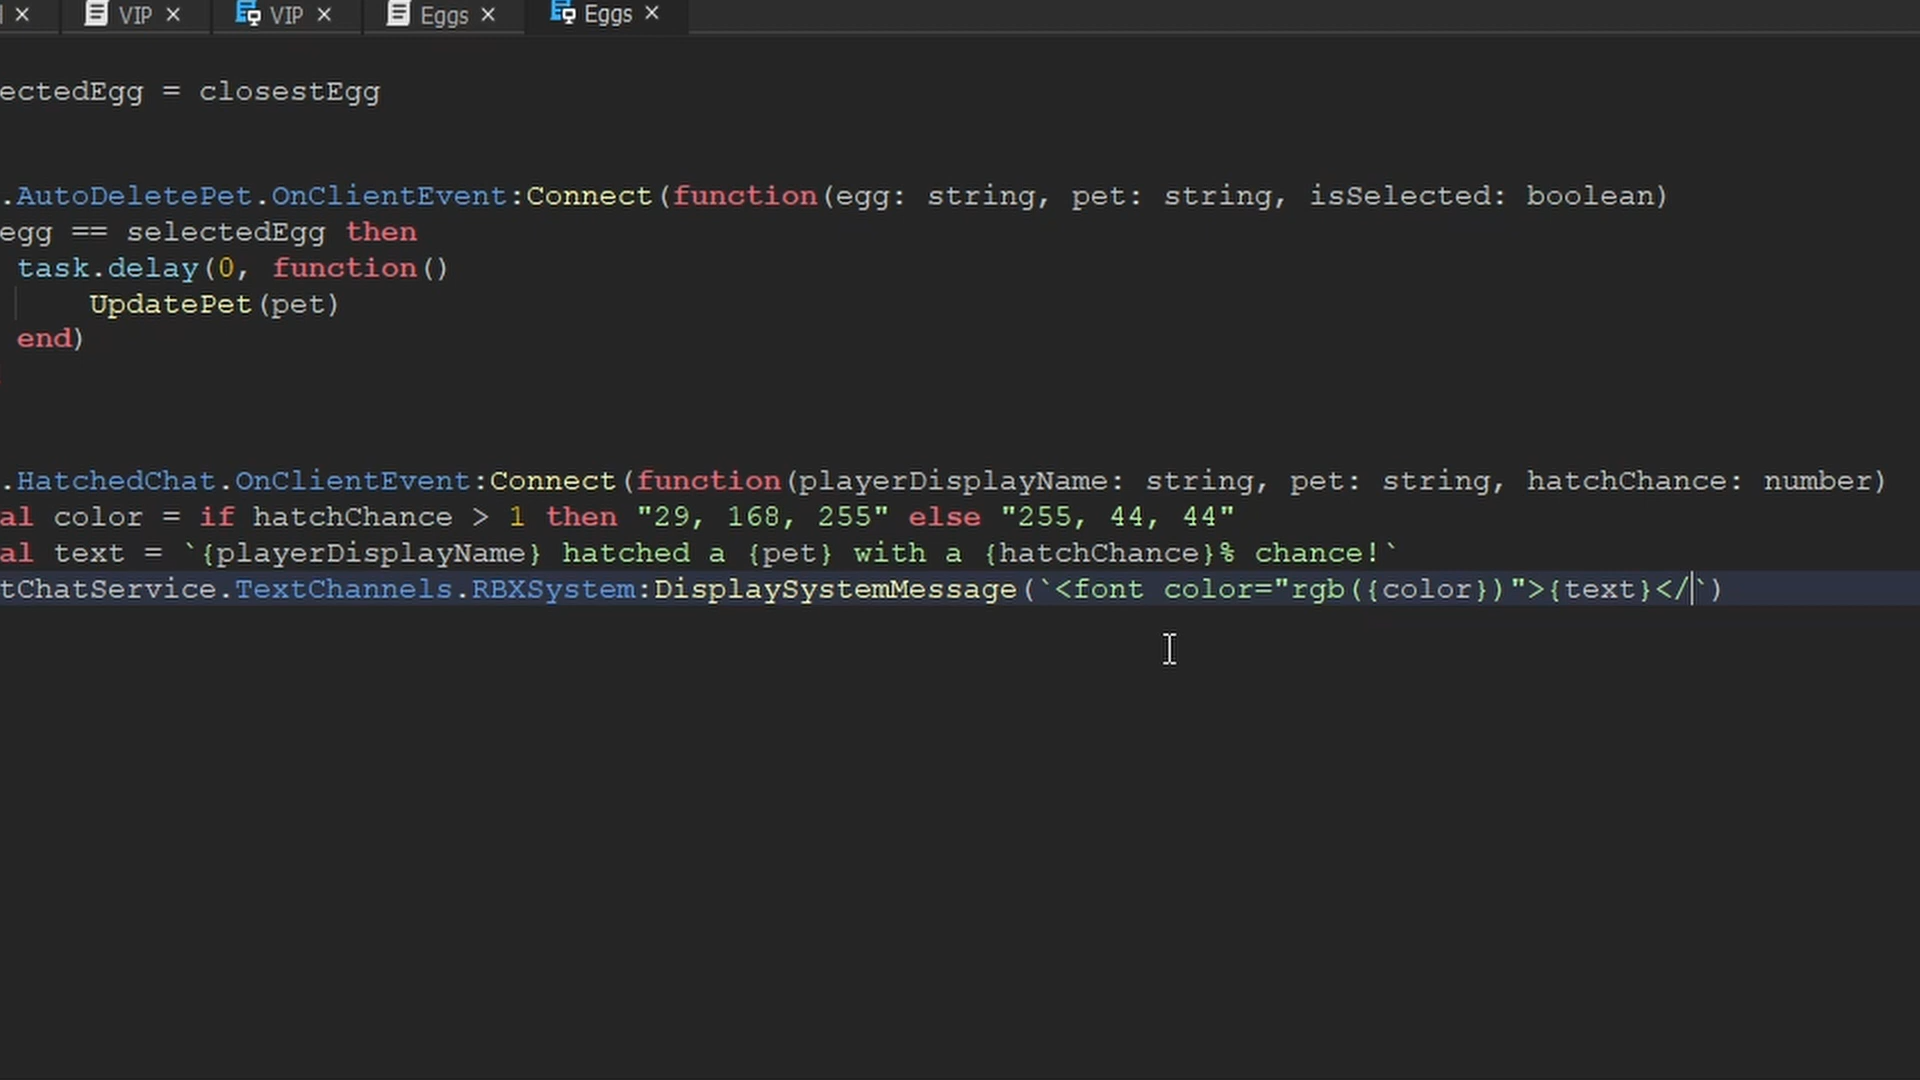 VIP × VIP × Eggs × Eggs ×
ectedEgg = closestEgg
.AutoDeletePet.OnClientEvent:Connect(function(egg: string, pet: string, isSelected: boolean)
egg == selectedEgg then
task.delay(0, function()
UpdatePet(pet)
end)
.HatchedChat.OnClientEvent:Connect(function(playerDisplayName: string, pet: string, hatchChance: number)
al color = if hatchChance > 1 then "29, 168, 255" else "255, 44, 44"
al text = `{playerDisplayName} hatched a {pet} with a {hatchChance}% chance!`
tChatService.TextChannels.RBXSystem:DisplaySystemMessage(`<font color="rgb({color})">{text}</`)